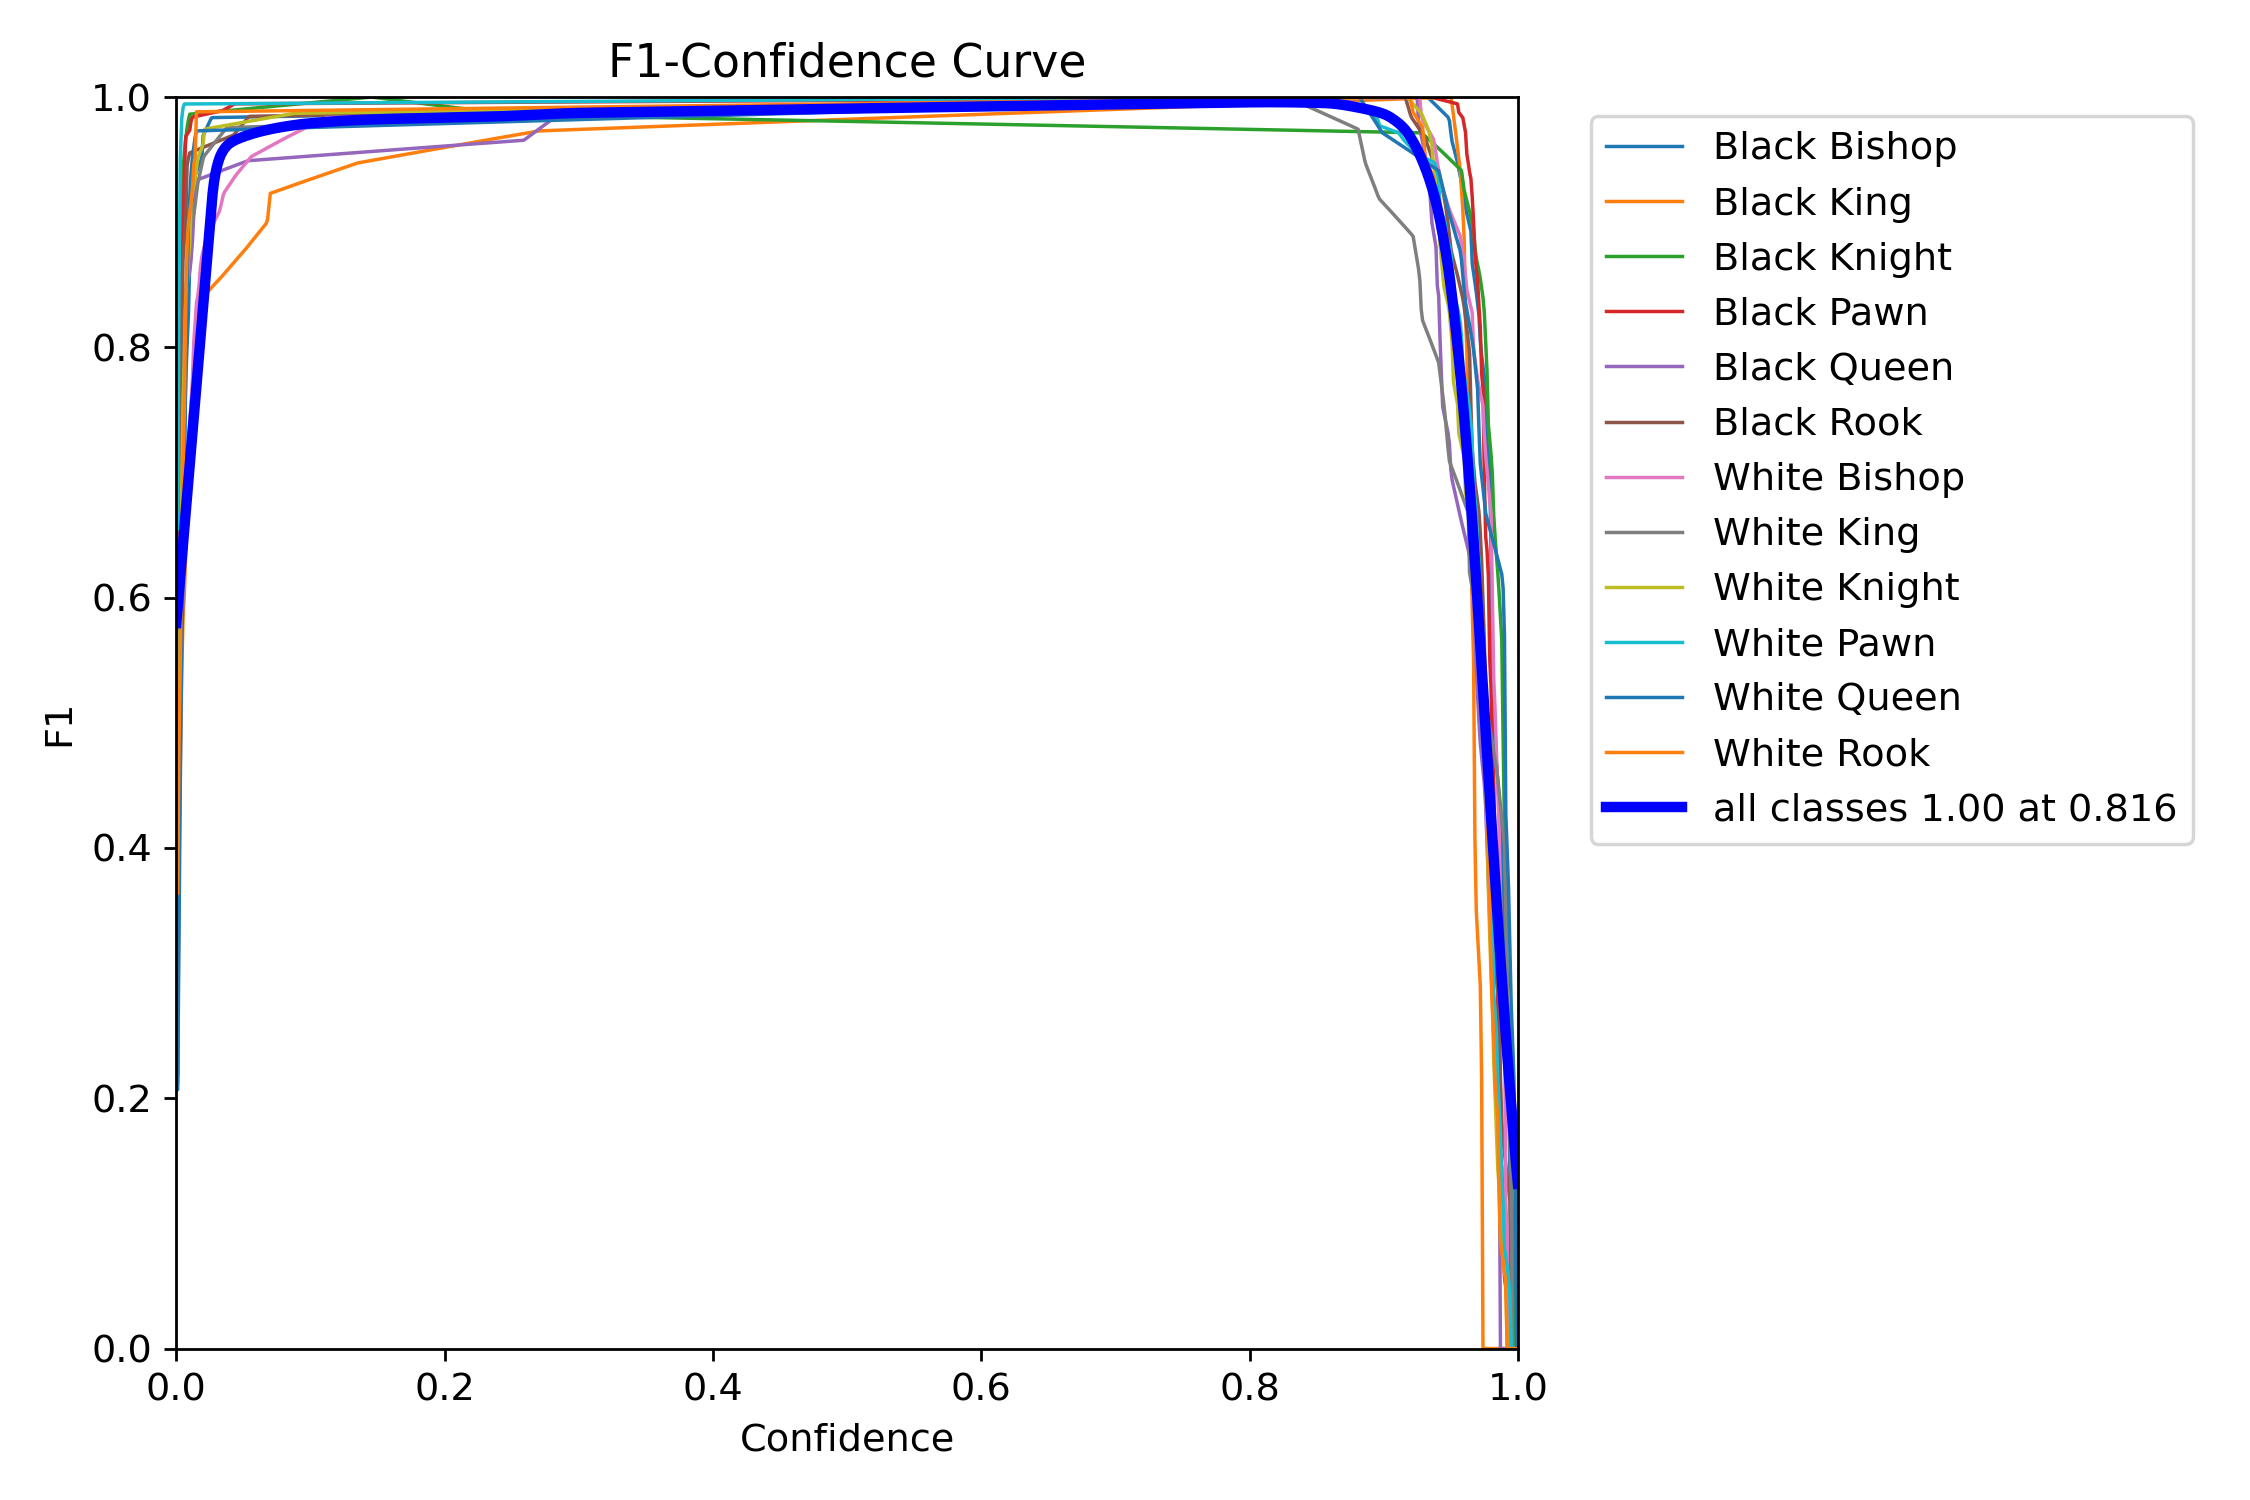 F1-Confidence Curve
1.0
0.8
0.6
0.4
0.2
0.0
F1
0.0 0.2 0.4 0.6 0.8 1.0
Confidence
Black Bishop
Black King
Black Knight
Black Pawn
Black Queen
Black Rook
White Bishop
White King
White Knight
White Pawn
White Queen
White Rook
all classes 1.00 at 0.816